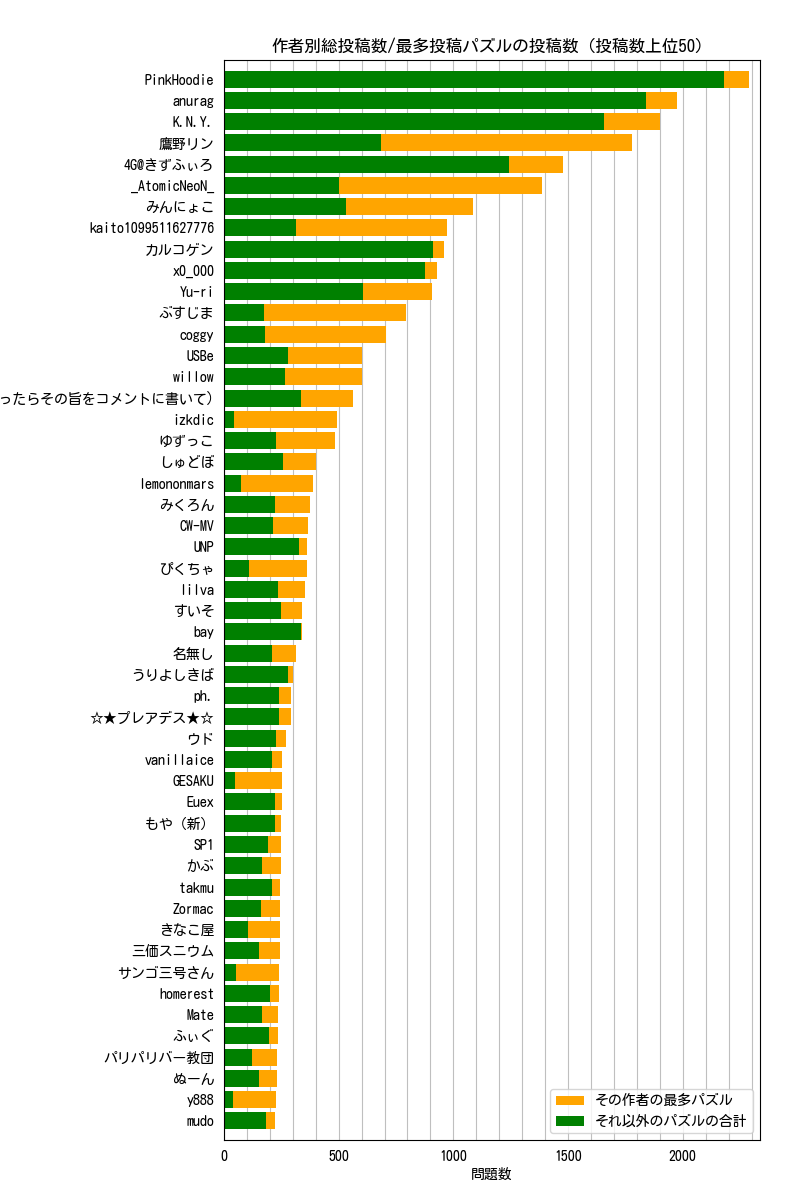 作者別総投稿数/最多投稿パズルの投稿数 (投稿数上位50)
PinkHoodie
anurag
K.N.Y.
鷹野リン
4G@きずふぃろ
_AtomicNeoN_
みんにょこ
kaito1099511627776
カルコゲン
x0_000
Yu-ri
ぶすじま
coggy
USBe
willow
ったらその旨をコメントに書いて)
izkdic
ゆずっこ
しゅどぼ
lemononmars
みくろん
CW-MV
UNP
ぴくちゃ
lilva
すいそ
bay
名無し
うりよしきば
ph.
☆★プレアデス★☆
ウド
vanillaice
GESAKU
Euex
もや（新）
SP1
かぶ
takmu
Zormac
きなこ屋
三価スニウム
サンゴ三号さん
homerest
Mate
ふぃぐ
パリパリバー教団
ぬーん
y888
mudo
その作者の最多パズル
それ以外のパズルの合計
0 500 1000 1500 2000
問題数